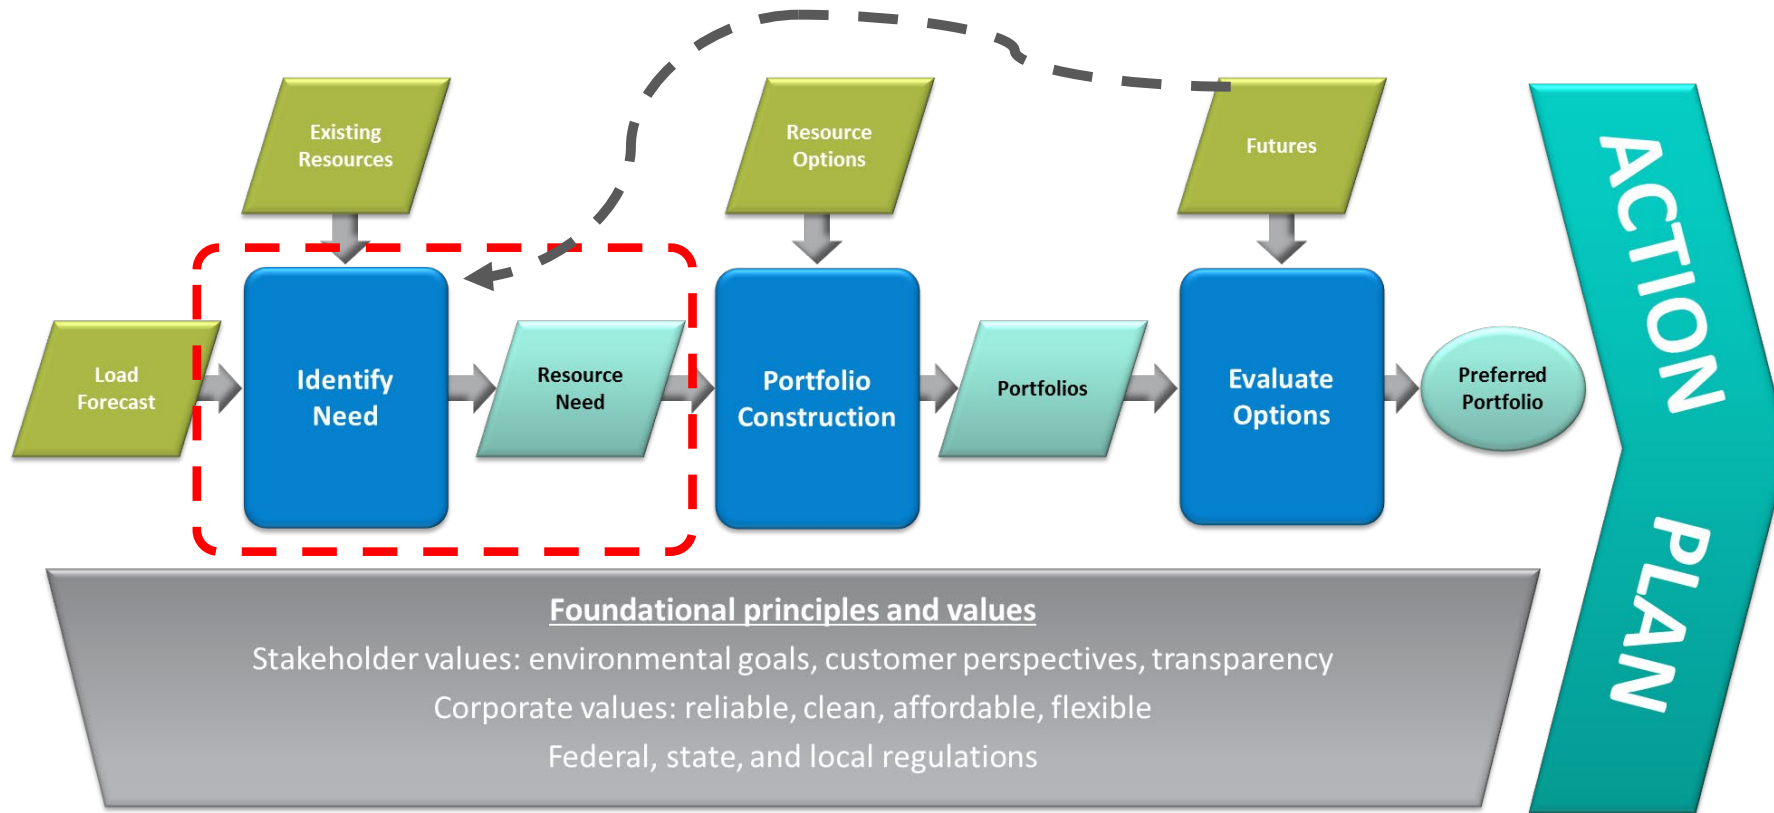 Existing
Resources
Resource
Options
Futures
Load
Forecast
Identify
Need
Resource
Need
Portfolio
Construction
Portfolios
Evaluate
Options
Preferred
Portfolio
ACTION
PLAN
Foundational principles and values
Stakeholder values: environmental goals, customer perspectives, transparency
Corporate values: reliable, clean, affordable, flexible
Federal, state, and local regulations